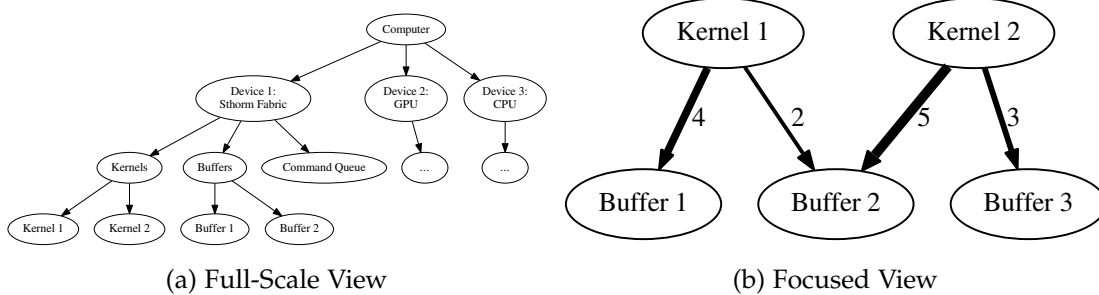 Computer
Device 1:
Sthorm Fabric
Device 2:
GPU
Device 3:
CPU
Kernels
Buffers
Command Queue
...
...
Kernel 1
Kernel 2
Buffer 1
Buffer 2
(a) Full-Scale View
Kernel 1
Kernel 2
4
2
5
3
Buffer 1
Buffer 2
Buffer 3
(b) Focused View